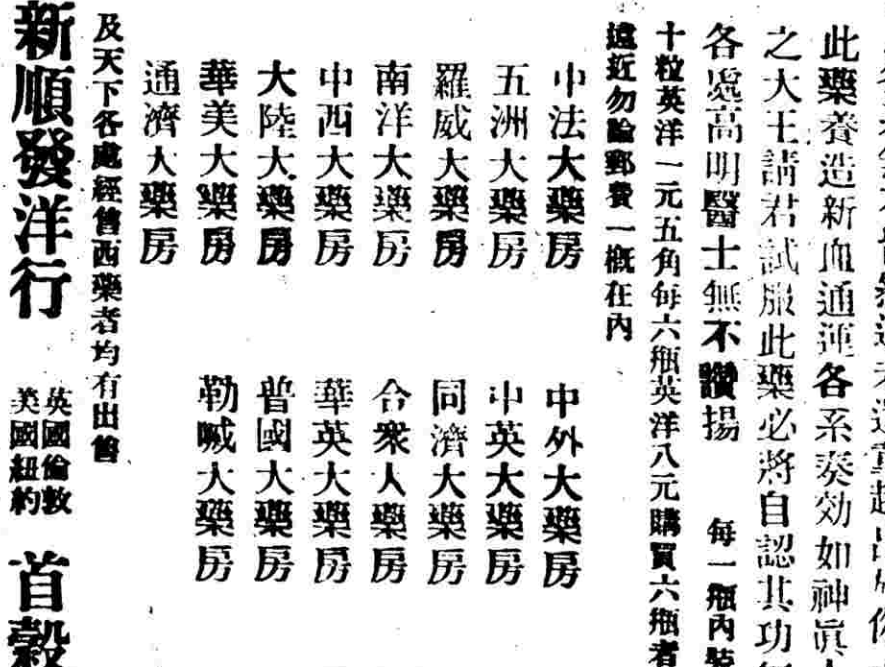 此藥養造新血通運各系奏効如神眞
之大王請君試服此藥必將自認其功
各處高明醫士無不讚揚 每一瓶內裝
十粒英洋一元五角每六瓶英洋八元購買六瓶者
遠近勿論郵費一概在內
中法大藥房 中外大藥房
五洲大藥房 中英大藥房
羅威大藥房 同濟大藥房
南洋大藥房 合衆大藥房
中西大藥房 華英大藥房
大陸大藥房 普國大藥房
華美大藥房 勒喊大藥房
通濟大藥房
及天下各處經售西藥者均有出售
新順發洋行 英國倫敦
美國紐約 首